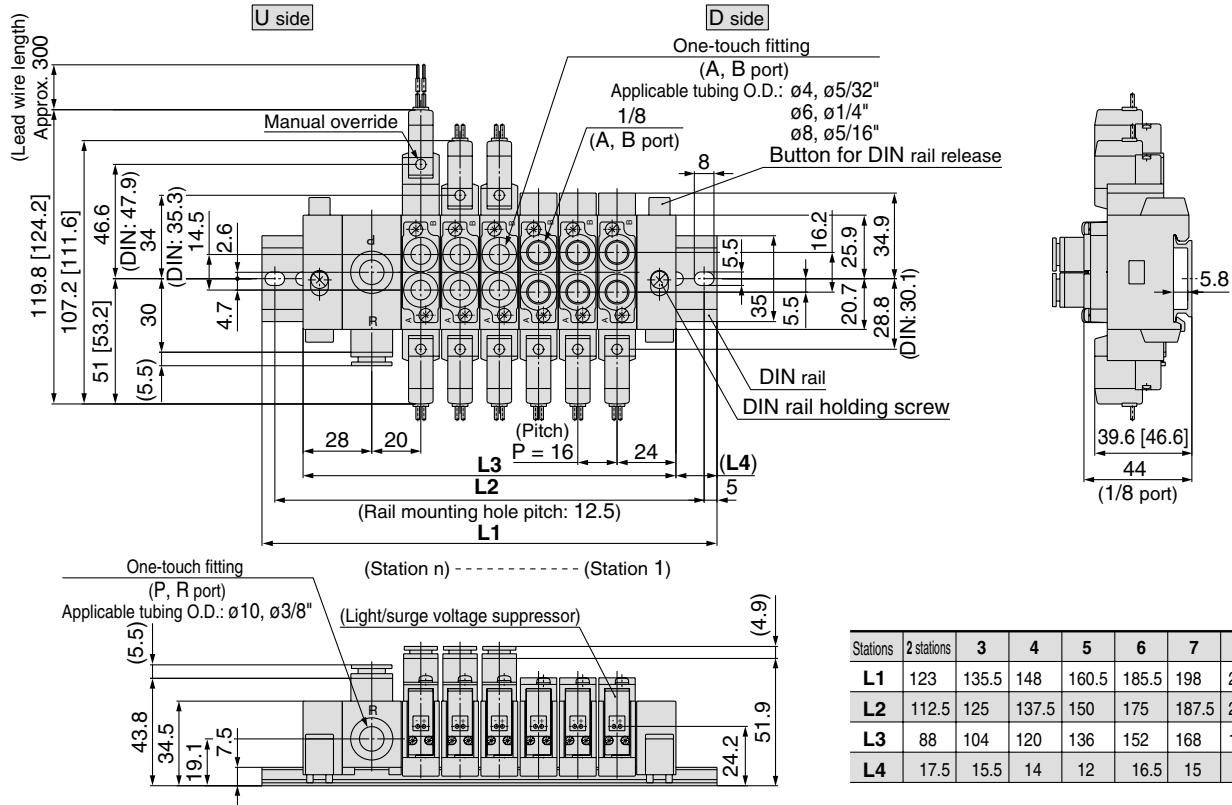 U side
D side
One-touch fitting
(A, B port)
Applicable tubing O.D.: ø4, ø5/32"
ø6, ø1/4"
ø8, ø5/16"
1/8
(A, B port)
Manual override
Button for DIN rail release
(Lead wire length)
Approx. 300
119.8 [124.2]
107.2 [111.6]
51 [53.2]
46.6
(DIN: 47.9)
34
(DIN: 35.3)
14.5
2.6
4.7
30
(5.5)
8
5.5
16.2
25.9
34.9
35
5.5
20.7
28.8
(DIN: 30.1)
5.8
P
R
B
B
B
B
B
B
A
A
A
A
A
A
DIN rail
DIN rail holding screw
28
20
(Pitch)
P = 16
24
L3
(L4)
L2
5
(Rail mounting hole pitch: 12.5)
L1
39.6 [46.6]
44
(1/8 port)
(Station n) - - - - - - - - - - - - (Station 1)
One-touch fitting
(P, R port)
Applicable tubing O.D.: ø10, ø3/8"
(Light/surge voltage suppressor)
(5.5)
43.8
34.5
19.1
7.5
R
(4.9)
51.9
24.2
Stations 2 stations 3 4 5 6 7
L1 123 135.5 148 160.5 185.5 198 2
L2 112.5 125 137.5 150 175 187.5 2
L3 88 104 120 136 152 168 1
L4 17.5 15.5 14 12 16.5 15